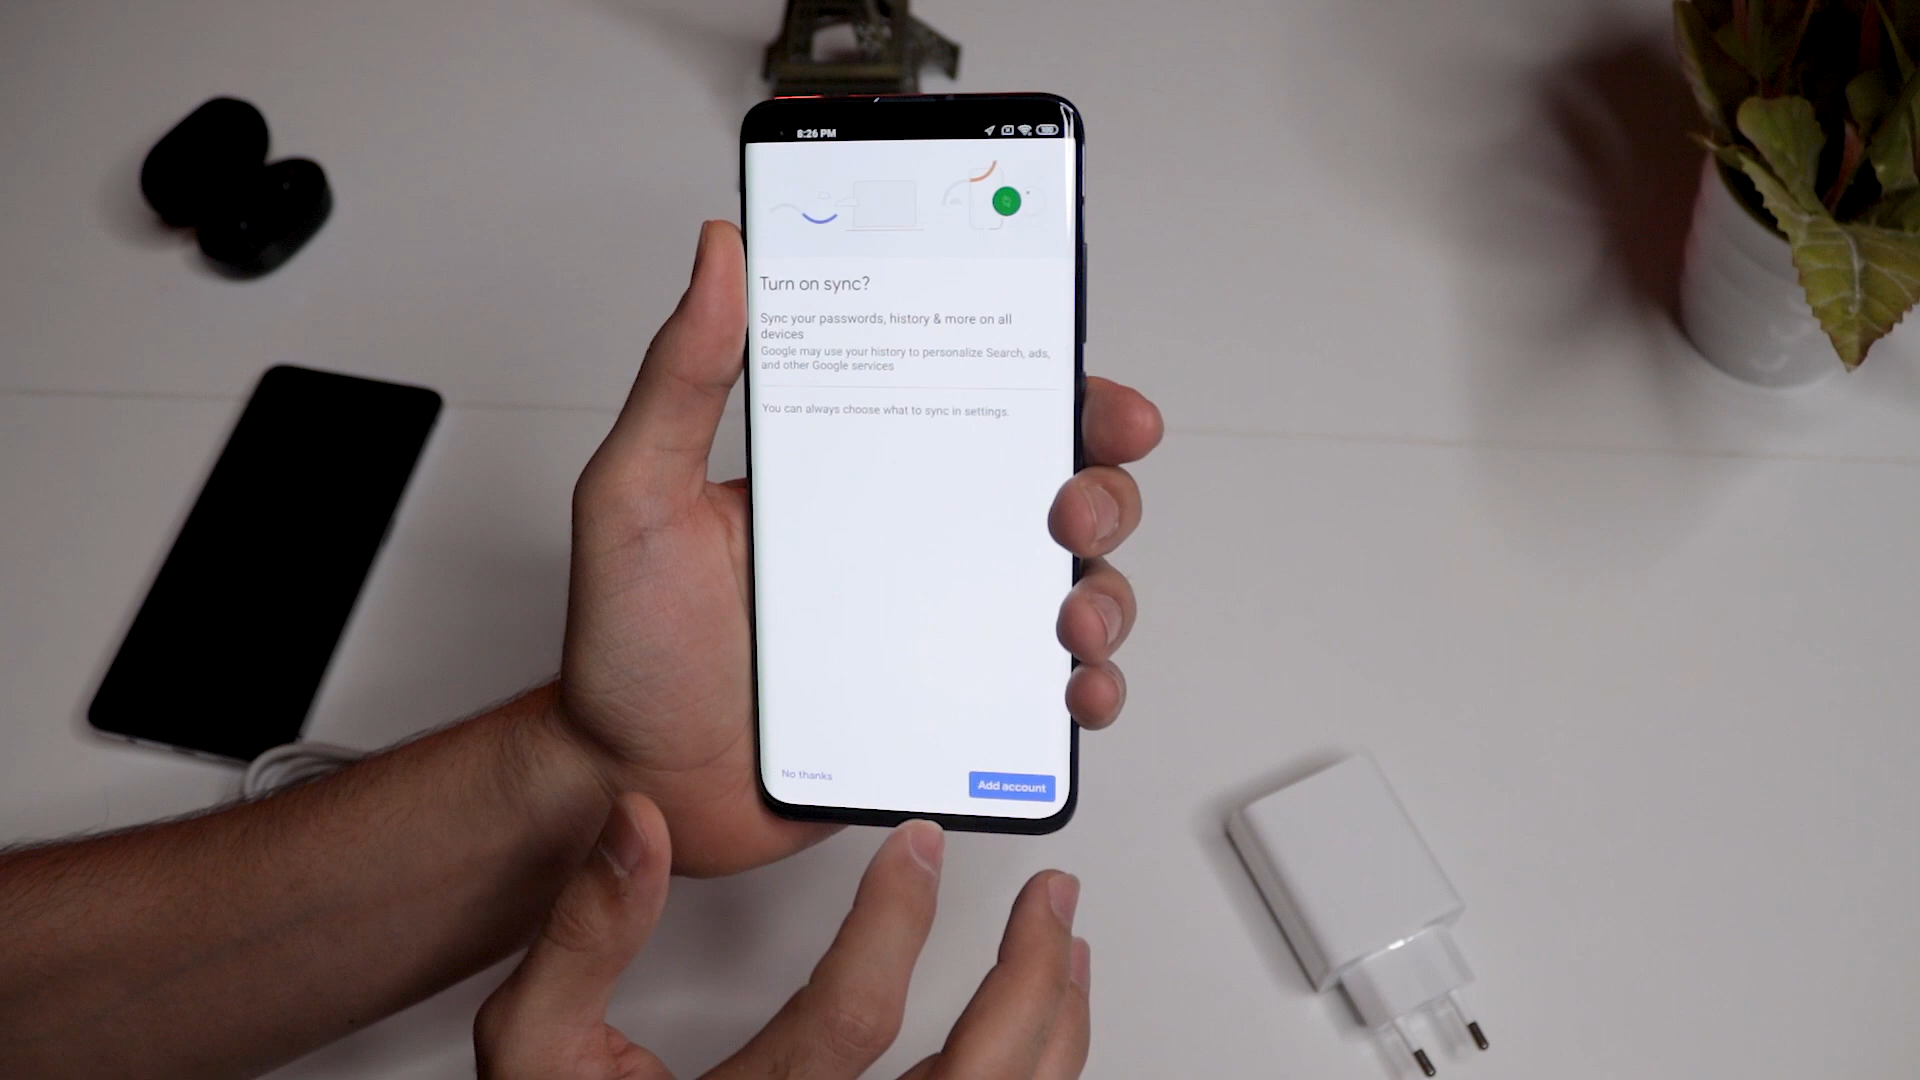 8:26 PM
Turn on sync?
Sync your passwords, history & more on all
devices
Google may use your history to personalize Search, ads,
and other Google services
You can always choose what to sync in settings.
No thanks
Add account